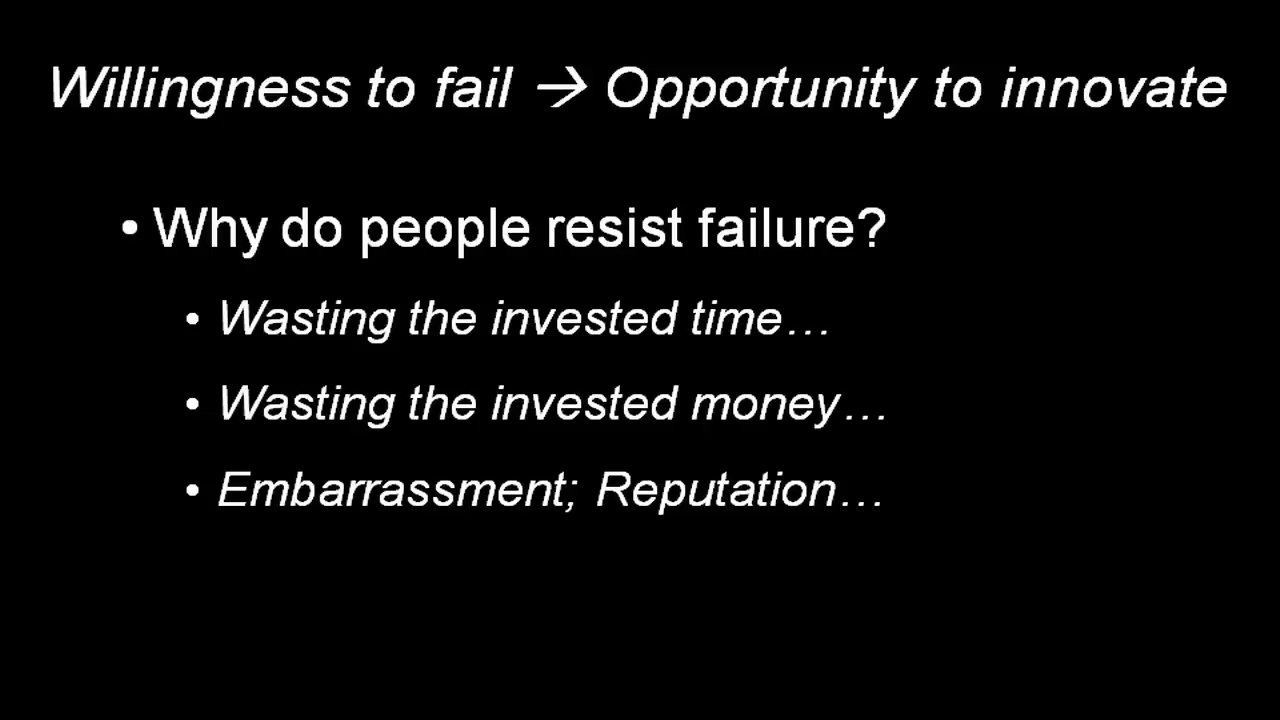 Willingness to fail → Opportunity to innovate
• Why do people resist failure?
• Wasting the invested time…
• Wasting the invested money…
• Embarrassment; Reputation…